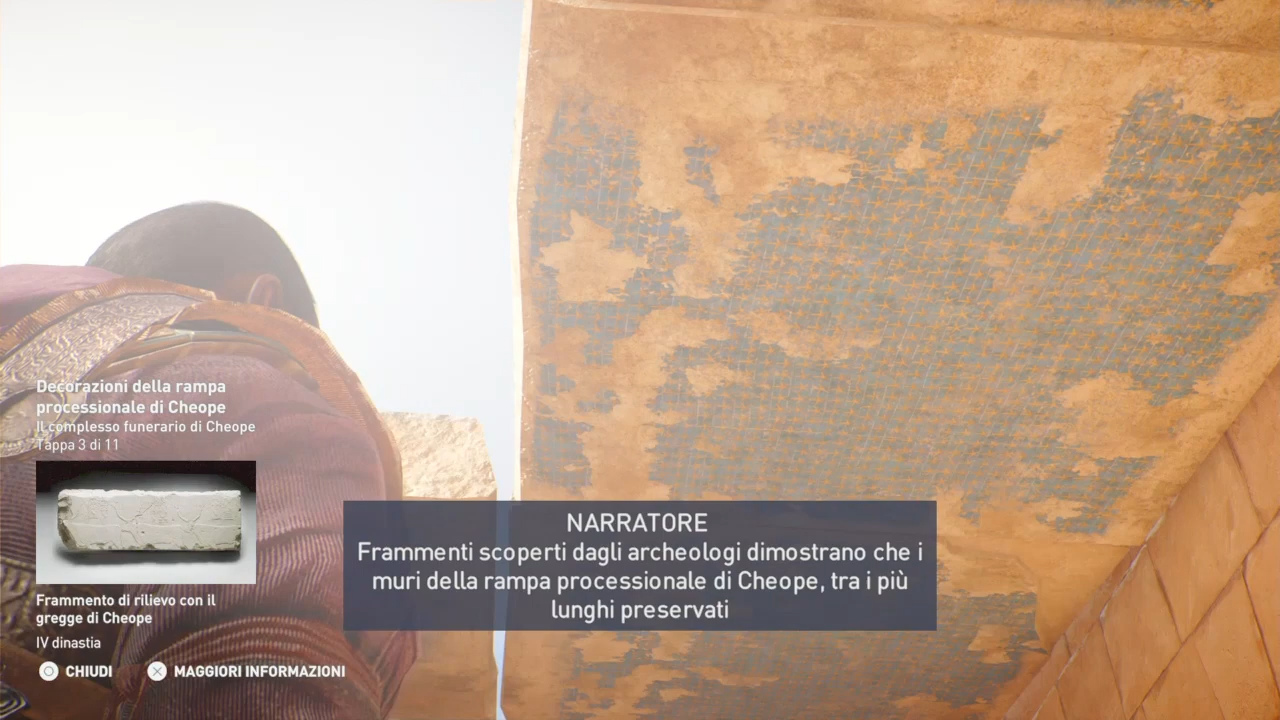 Decorazioni della rampa
processionale di Cheope
Il complesso funerario di Cheope
Tappa 3 di 11
Frammento di rilievo con il
gregge di Cheope
IV dinastia
CHIUDI
MAGGIORI INFORMAZIONI
NARRATORE
Frammenti scoperti dagli archeologi dimostrano che i
muri della rampa processionale di Cheope, tra i più
lunghi preservati